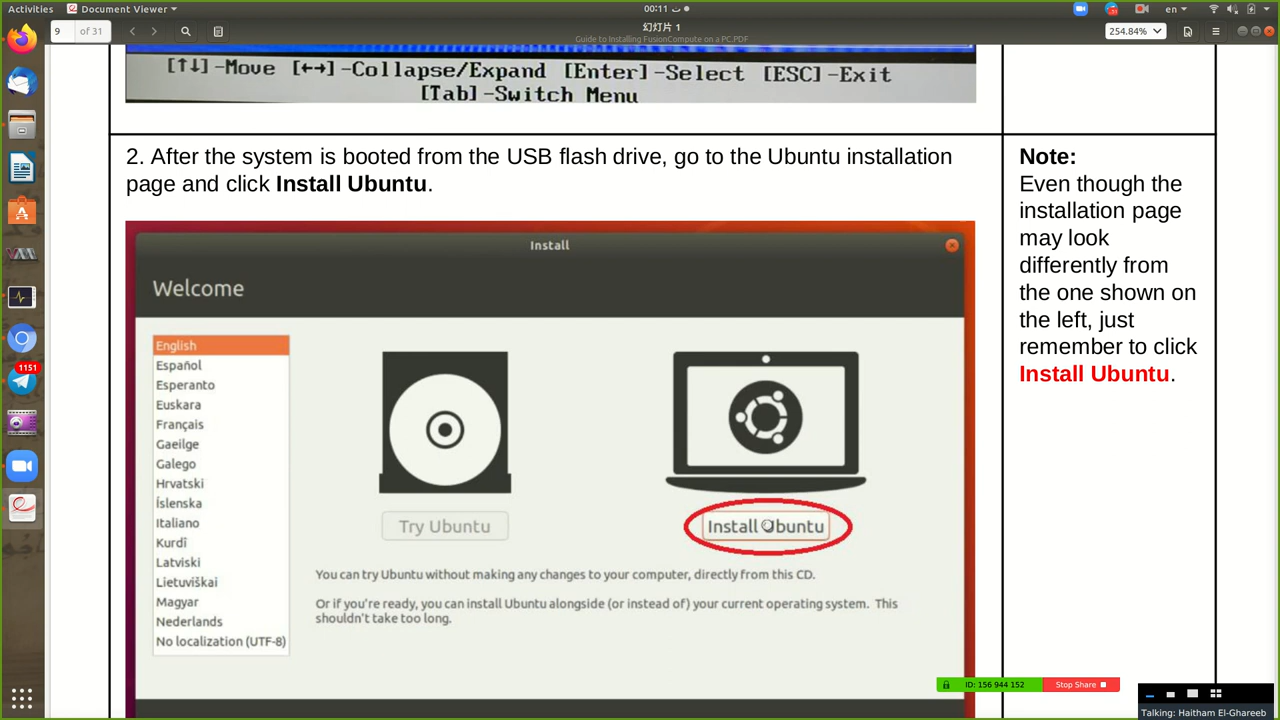 Activities
Document Viewer
00:11 ت
en
9
of 31
幻灯片 1
Guide to Installing FusionCompute on a PC.PDF
254.84%
[↑↓]-Move [←→]-Collapse/Expand [Enter]-Select [ESC]-Exit
[Tab]-Switch Menu
2. After the system is booted from the USB flash drive, go to the Ubuntu installation
page and click Install Ubuntu.
Install
Welcome
English
Español
Esperanto
Euskara
Français
Gaeilge
Galego
Hrvatski
Íslenska
Italiano
Kurdî
Latviski
Lietuviškai
Magyar
Nederlands
No localization (UTF-8)
Try Ubuntu
Install Ubuntu
You can try Ubuntu without making any changes to your computer, directly from this CD.
Or if you're ready, you can install Ubuntu alongside (or instead of) your current operating system. This
shouldn't take too long.
Note:
Even though the
installation page
may look
differently from
the one shown on
the left, just
remember to click
Install Ubuntu.
1151
ID: 156 944 152
Stop Share
Talking: Haitham El-Ghareeb